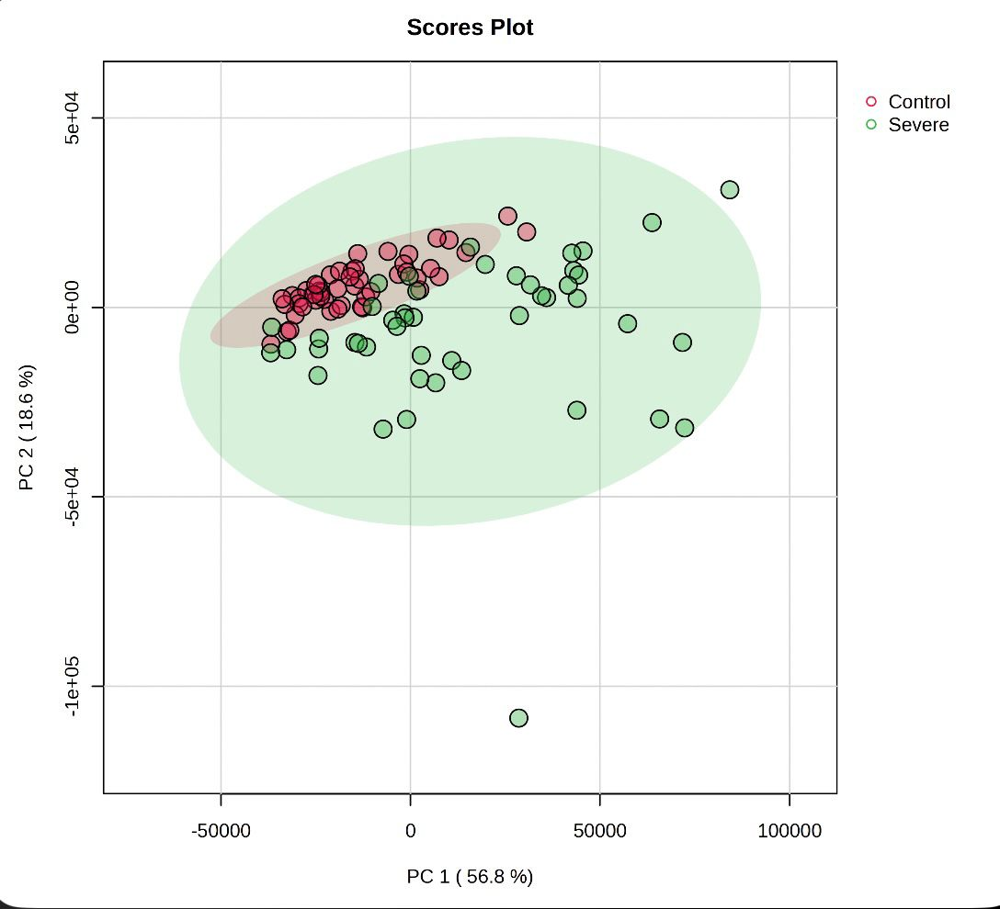 Scores Plot
Control
Severe
5e+04
0e+00
-5e+04
-1e+05
PC 2 ( 18.6 %)
-50000 0 50000 100000
PC 1 ( 56.8 %)